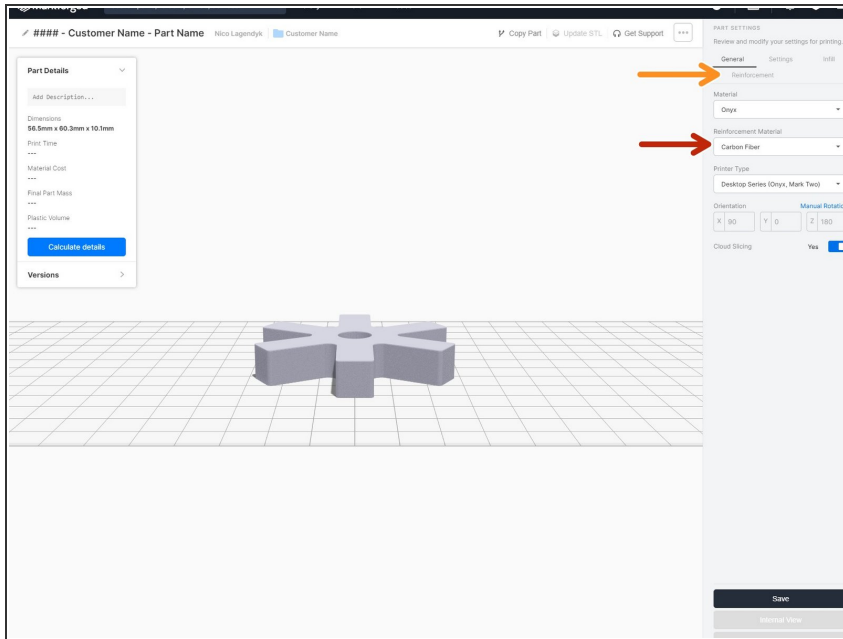 #### - Customer Name - Part Name
Nico Lagendyk
Customer Name
Copy Part
Update STL
Get Support
Part Details
Add Description...
Dimensions
56.5mm x 60.3mm x 10.1mm
Print Time
---
Material Cost
---
Final Part Mass
---
Plastic Volume
---
Calculate details
Versions
PART SETTINGS
Review and modify your settings for printing.
General
Settings
Infill
Reinforcement
Material
Onyx
Reinforcement Material
Carbon Fiber
Printer Type
Desktop Series (Onyx, Mark Two)
Orientation
Manual Rotatio
X 90
Y 0
Z 180
Cloud Slicing
Yes
Save
Internal View